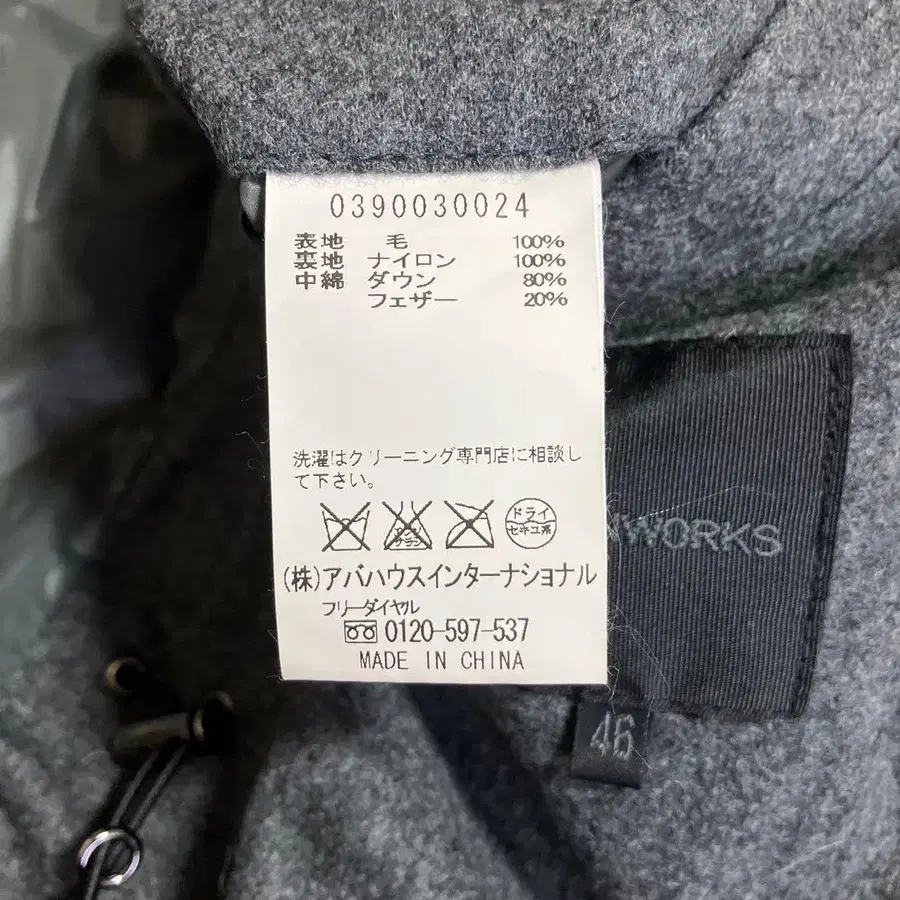 0390030024
表地 毛 100%
裏地 ナイロン 100%
中綿 ダウン 80%
フェザー 20%
洗濯はクリーニング専門店に相談し
て下さい。
ドライ
セキユ系
(株)アバハウスインターナショナル
フリーダイヤル
0120-597-537
MADE IN CHINA
WORKS
46